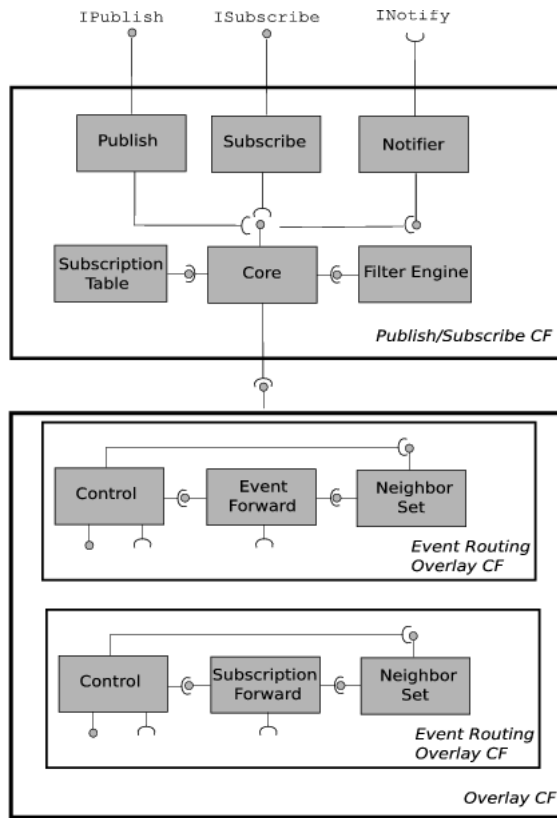 IPublish
ISubscribe
INotify
Publish
Subscribe
Notifier
Subscription
Table
Core
Filter Engine
Publish/Subscribe CF
Control
Event
Forward
Neighbor
Set
Event Routing
Overlay CF
Control
Subscription
Forward
Neighbor
Set
Event Routing
Overlay CF
Overlay CF